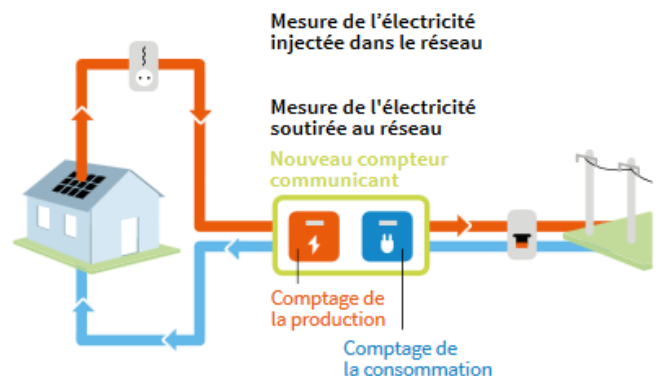 Mesure de l’électricité
injectée dans le réseau
Mesure de l'électricité
soutirée au réseau
Nouveau compteur
communicant
Comptage de
la production
Comptage de
la consommation